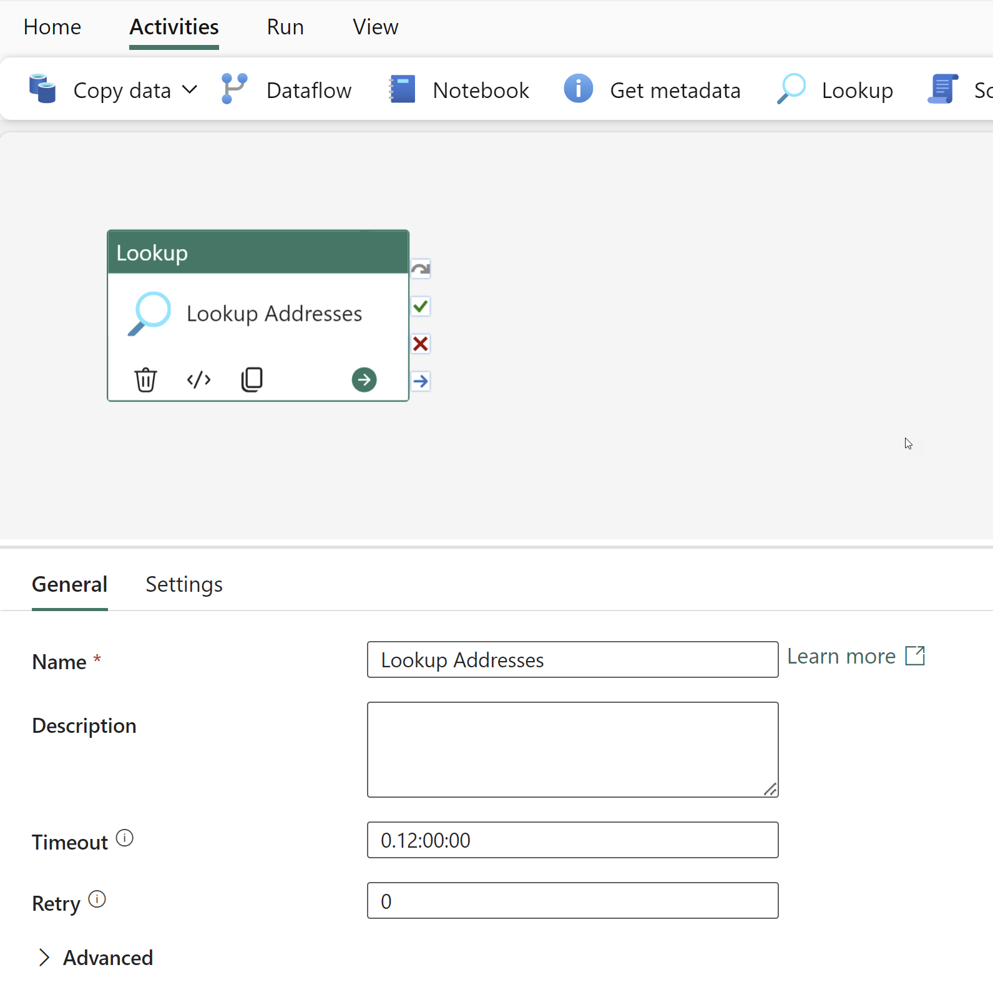 Home Activities Run View
Copy data Dataflow Notebook Get metadata Lookup
Lookup
Lookup Addresses
General Settings
Name * Lookup Addresses Learn more
Description
Timeout 0.12:00:00
Retry 0
Advanced